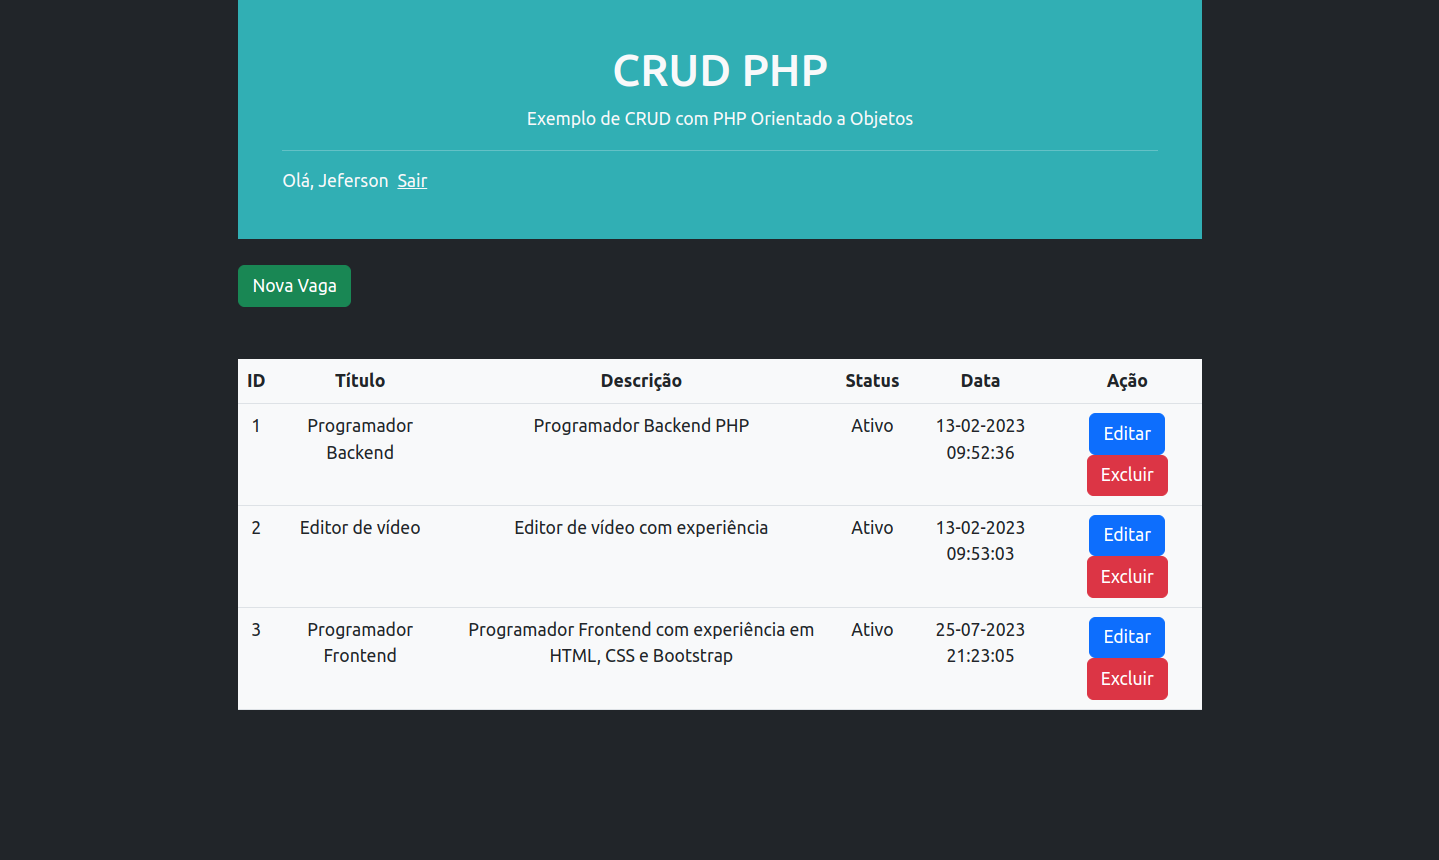 CRUD PHP
Exemplo de CRUD com PHP Orientado a Objetos
Olá, Jeferson Sair
Nova Vaga
ID Título Descrição Status Data Ação
1 Programador Backend PHP Ativo 13-02-2023 Editar
Backend 09:52:36
Excluir
2 Editor de vídeo Editor de vídeo com experiência Ativo 13-02-2023 Editar
09:53:03
Excluir
3 Programador Programador Frontend com experiência em Ativo 25-07-2023 Editar
Frontend HTML, CSS e Bootstrap 21:23:05
Excluir